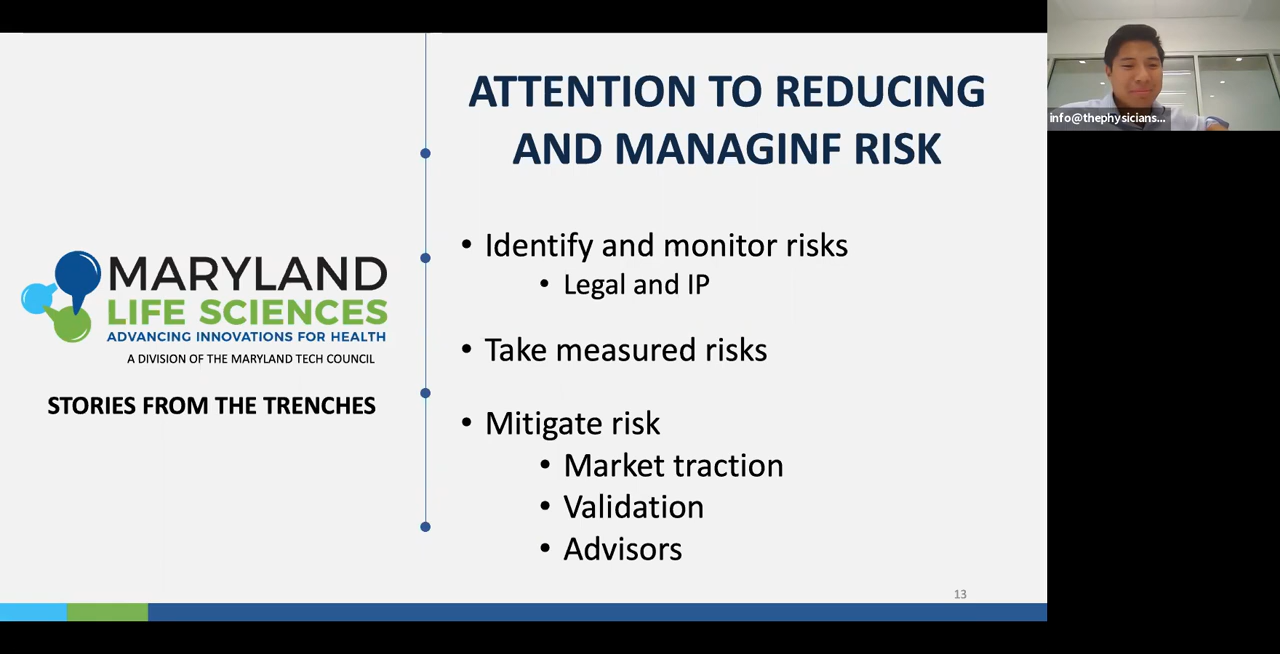 ATTENTION TO REDUCING
AND MANAGINF RISK
• Identify and monitor risks
• Legal and IP
• Take measured risks
• Mitigate risk
• Market traction
• Validation
• Advisors
MARYLAND
LIFE SCIENCES
ADVANCING INNOVATIONS FOR HEALTH
A DIVISION OF THE MARYLAND TECH COUNCIL
STORIES FROM THE TRENCHES
13
info@thephysicians...